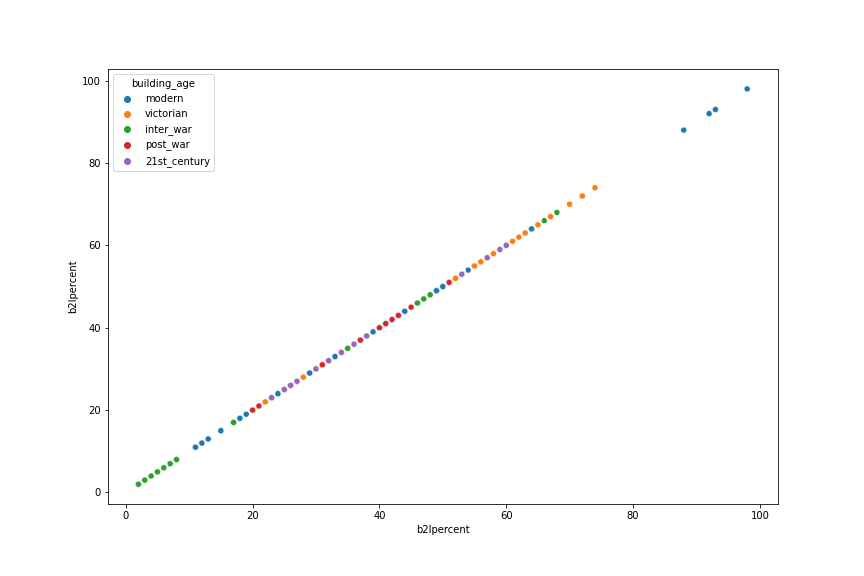 building_age
modern
victorian
inter_war
post_war
21st_century
100
80
60
40
20
0
b2lpercent
0 20 40 60 80 100
b2lpercent